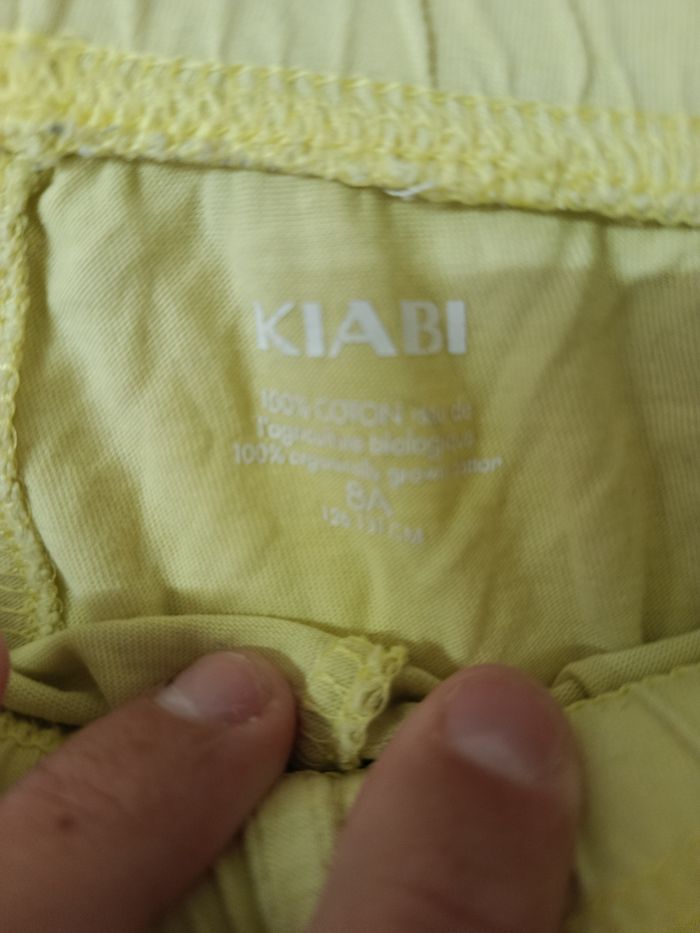 KIABI
100% COTON issu de
l'agriculture biologique
100% organically grown cotton
8A
126 131 CM